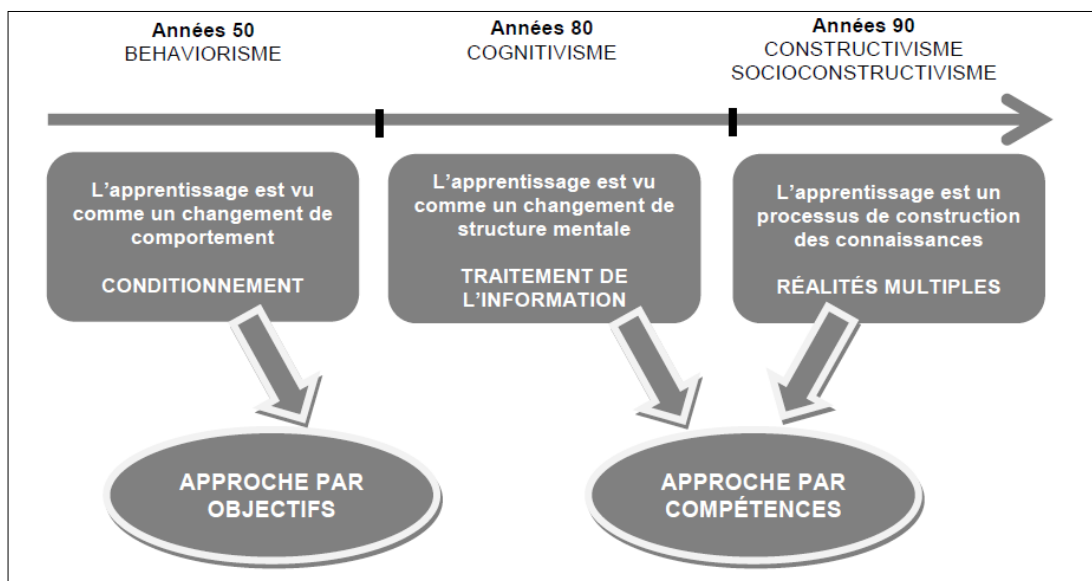 Années 50
BEHAVIORISME
Années 80
COGNITIVISME
Années 90
CONSTRUCTIVISME
SOCIOCONSTRUCTIVISME
L'apprentissage est vu
comme un changement de
comportement
CONDITIONNEMENT
L'apprentissage est vu
comme un changement de
structure mentale
TRAITEMENT DE
L'INFORMATION
L'apprentissage est un
processus de construction
des connaissances
RÉALITÉS MULTIPLES
APPROCHE PAR
OBJECTIFS
APPROCHE PAR
COMPÉTENCES